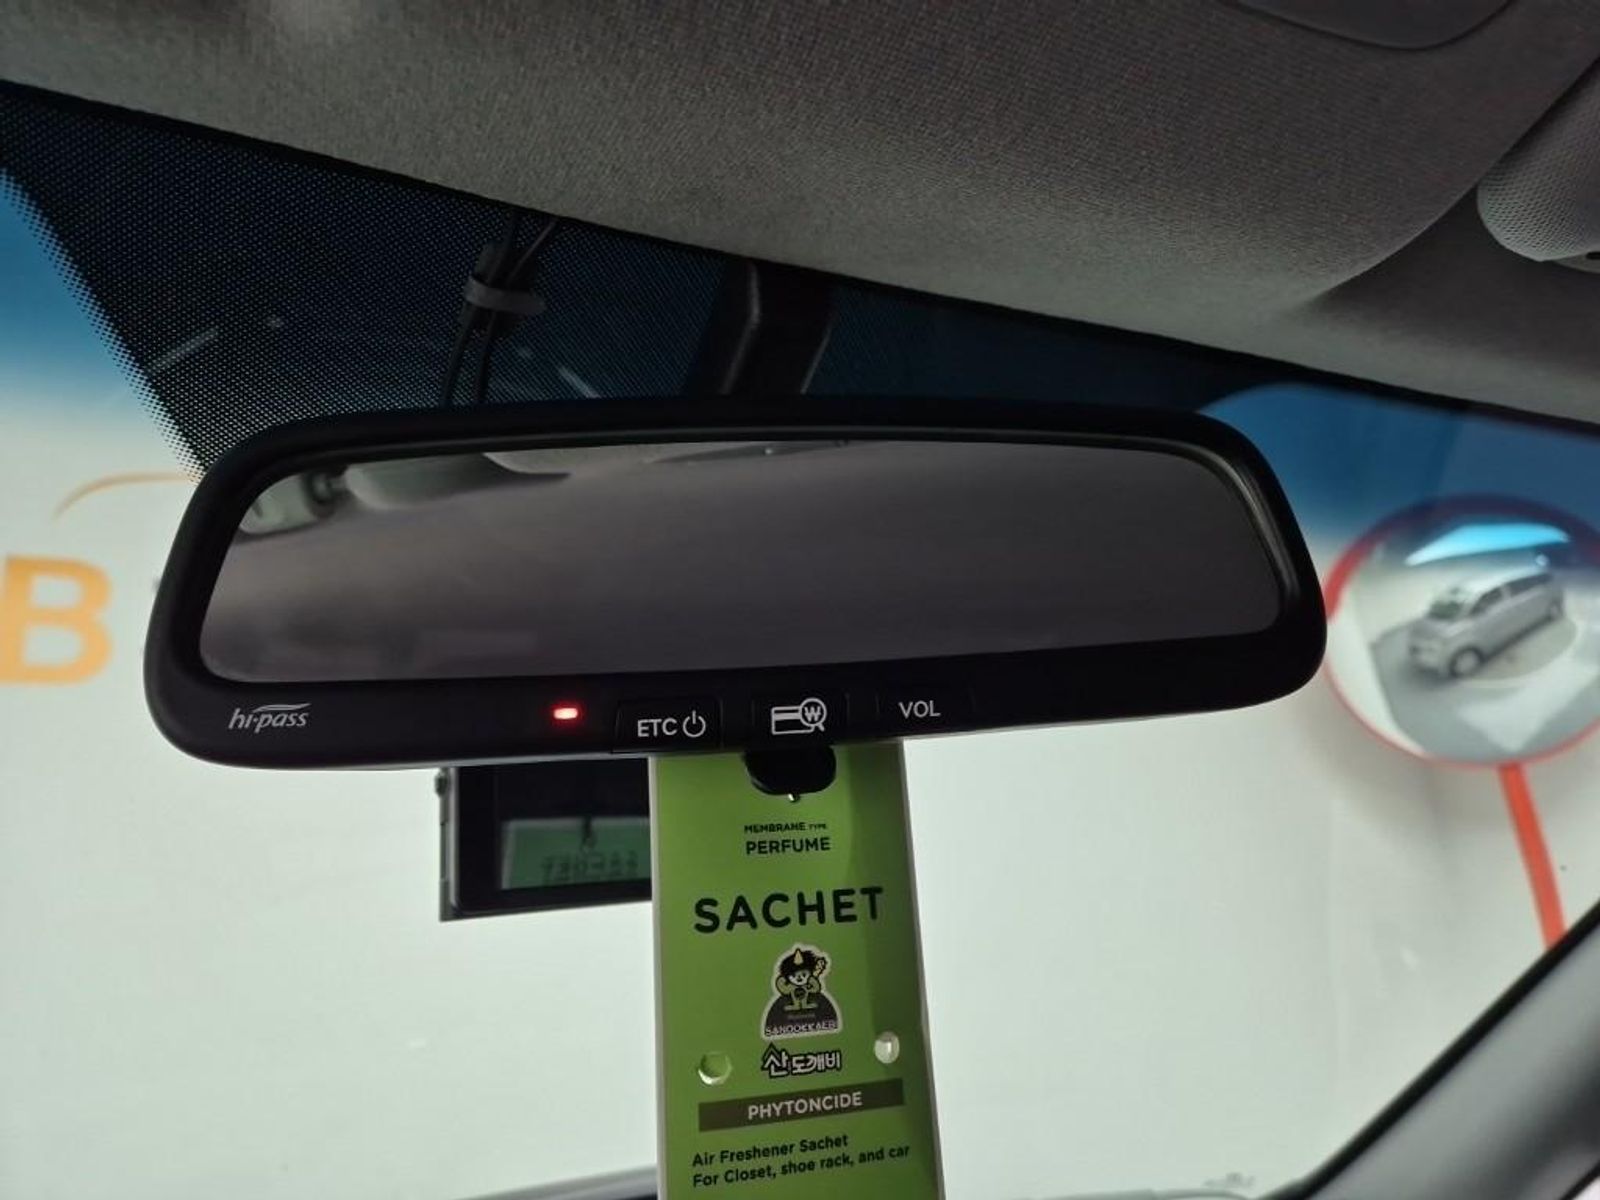 B
hi-pass
ETC
W
VOL
MEMBRANE TYPE
PERFUME
SACHET
SANDOKKAEBI
산도깨비
PHYTONCIDE
Air Freshener Sachet
For Closet, shoe rack, and car